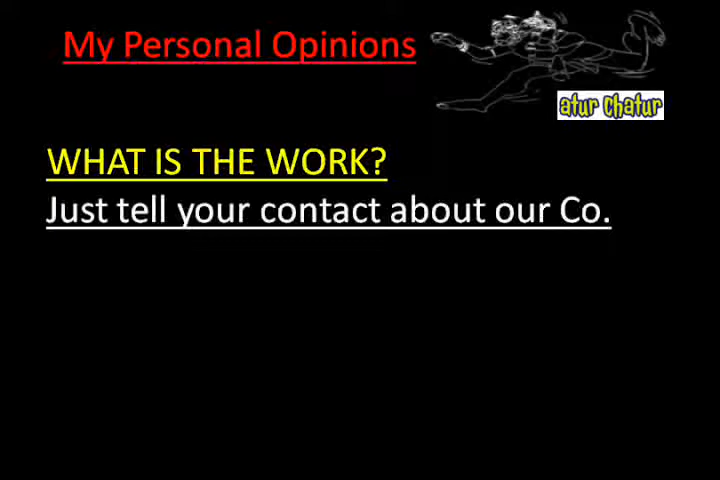 My Personal Opinions
atur Chatur
WHAT IS THE WORK?
Just tell your contact about our Co.